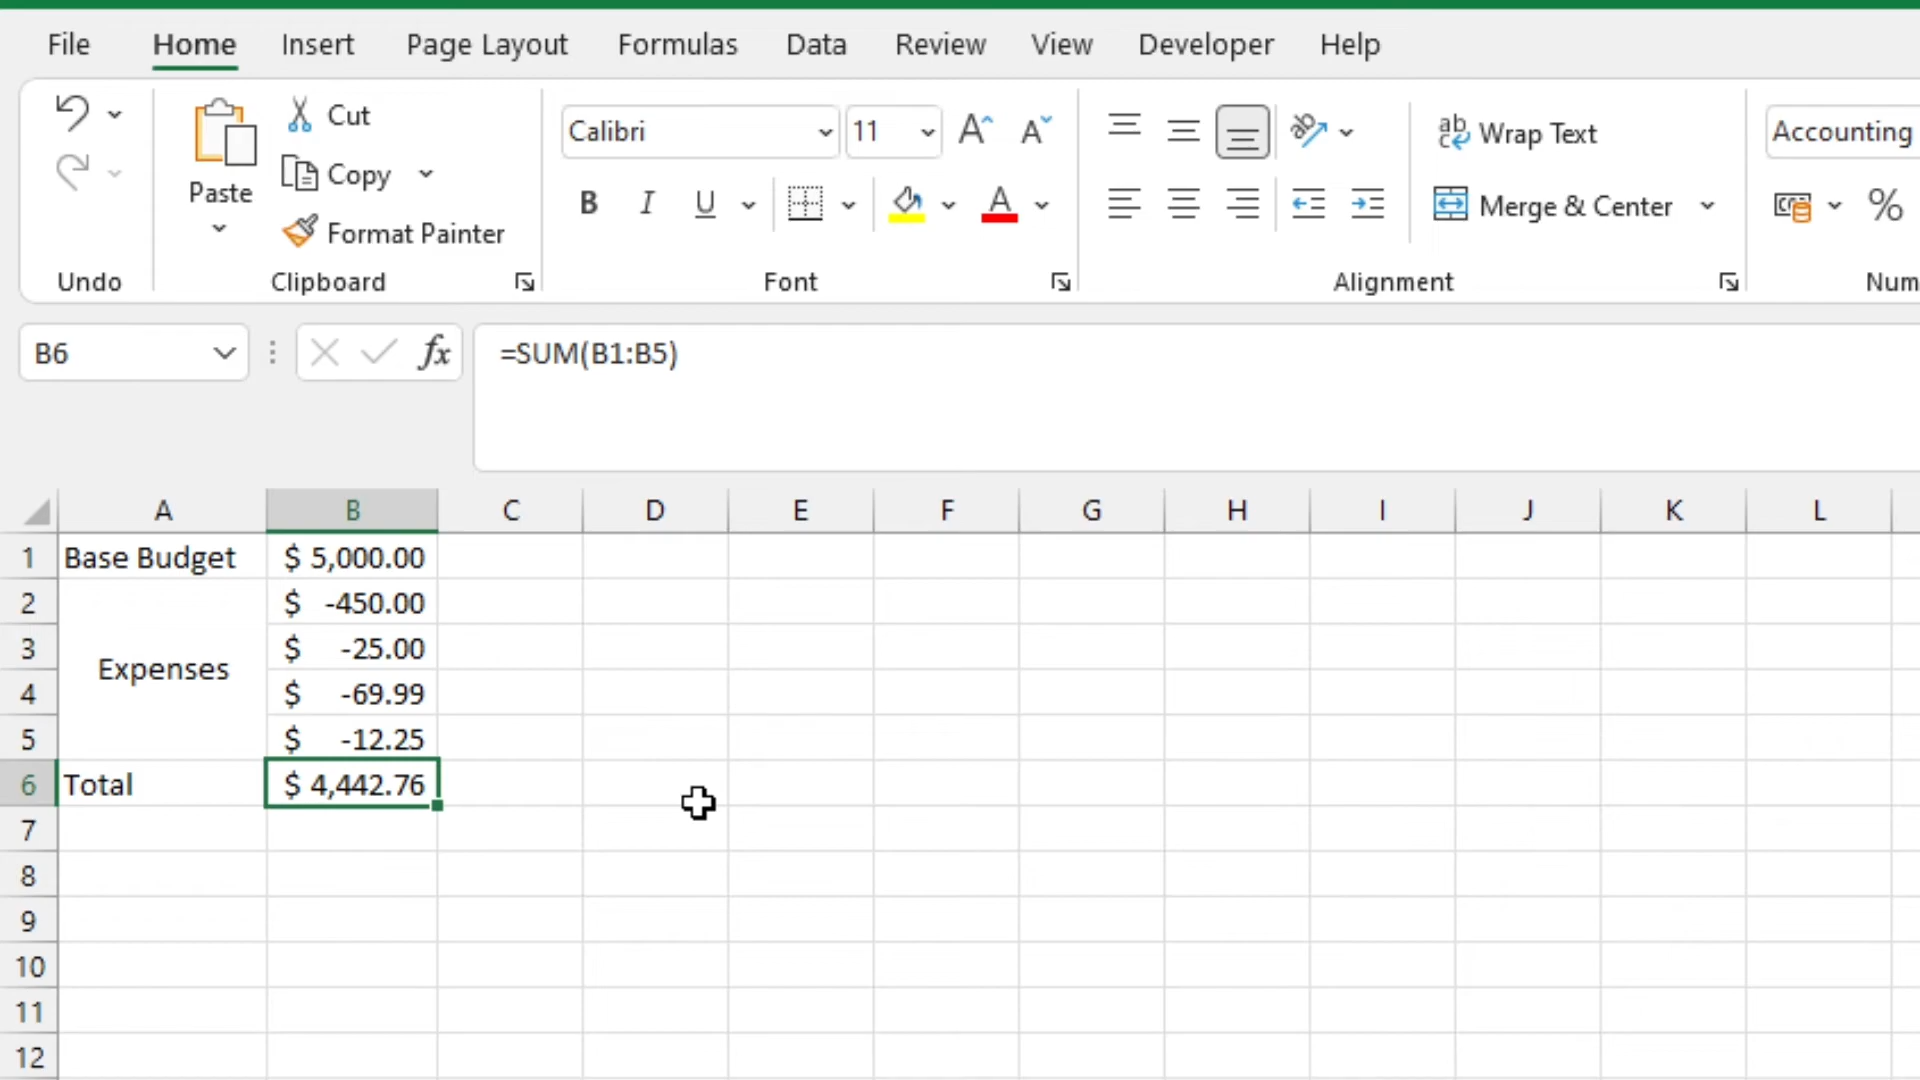 File Home Insert Page Layout Formulas Data Review View Developer Help
Cut
Calibri 11 A A ab Wrap Text Accounting
Copy
Paste B I U A Merge & Center %
Format Painter
Undo Clipboard Font Alignment Num
B6 fx =SUM(B1:B5)
A B C D E F G H I J K L
1 Base Budget $ 5,000.00
2 $ -450.00
3 $ -25.00
Expenses
4 $ -69.99
5 $ -12.25
6 Total $ 4,442.76
7
8
9
10
11
12